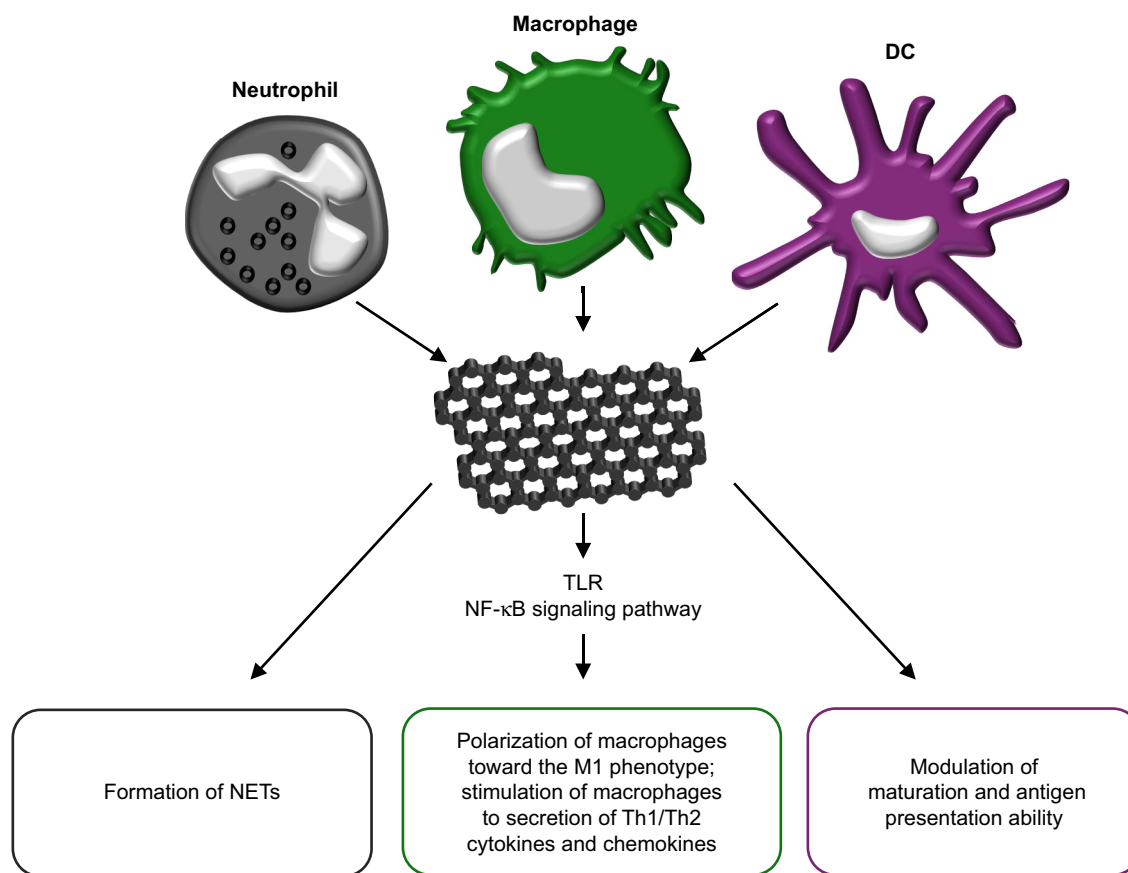 Neutrophil
Macrophage
DC
TLR
NF-κB signaling pathway
Formation of NETs
Polarization of macrophages
toward the M1 phenotype;
stimulation of macrophages
to secretion of Th1/Th2
cytokines and chemokines
Modulation of
maturation and antigen
presentation ability